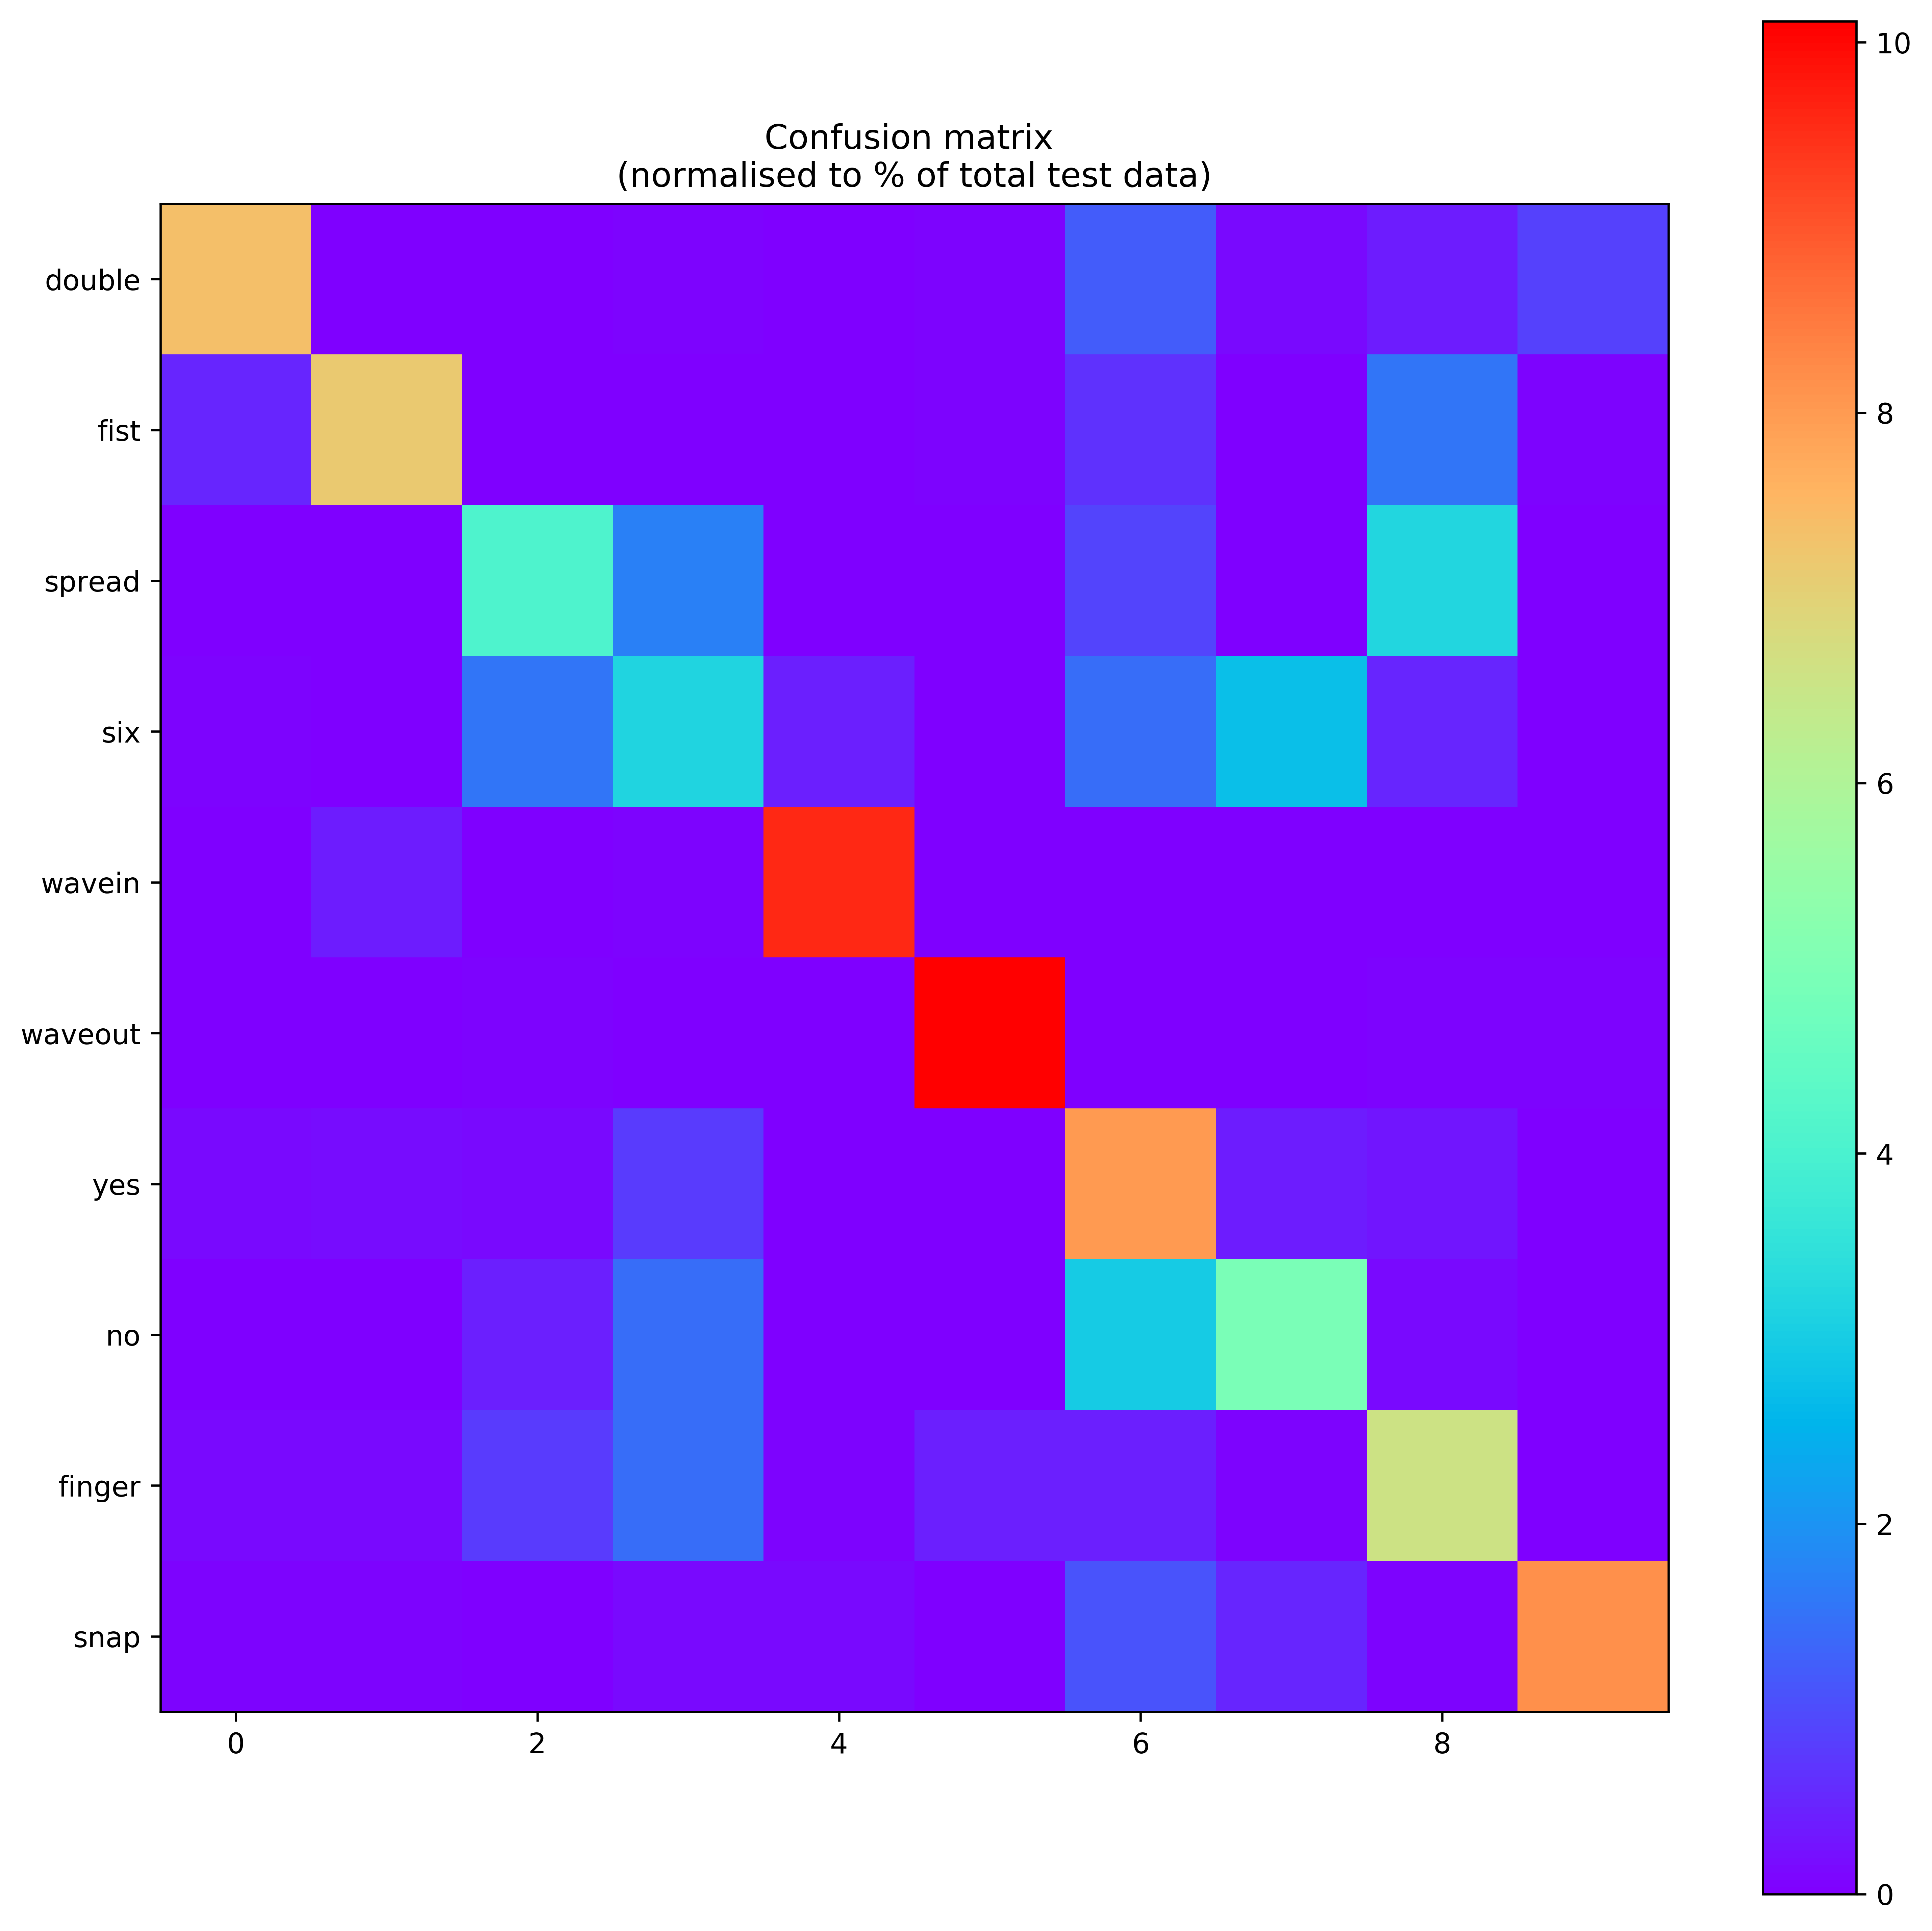 Confusion matrix
(normalised to % of total test data)
double
fist
spread
six
wavein
waveout
yes
no
finger
snap
0 2 4 6 8
10
8
6
4
2
0